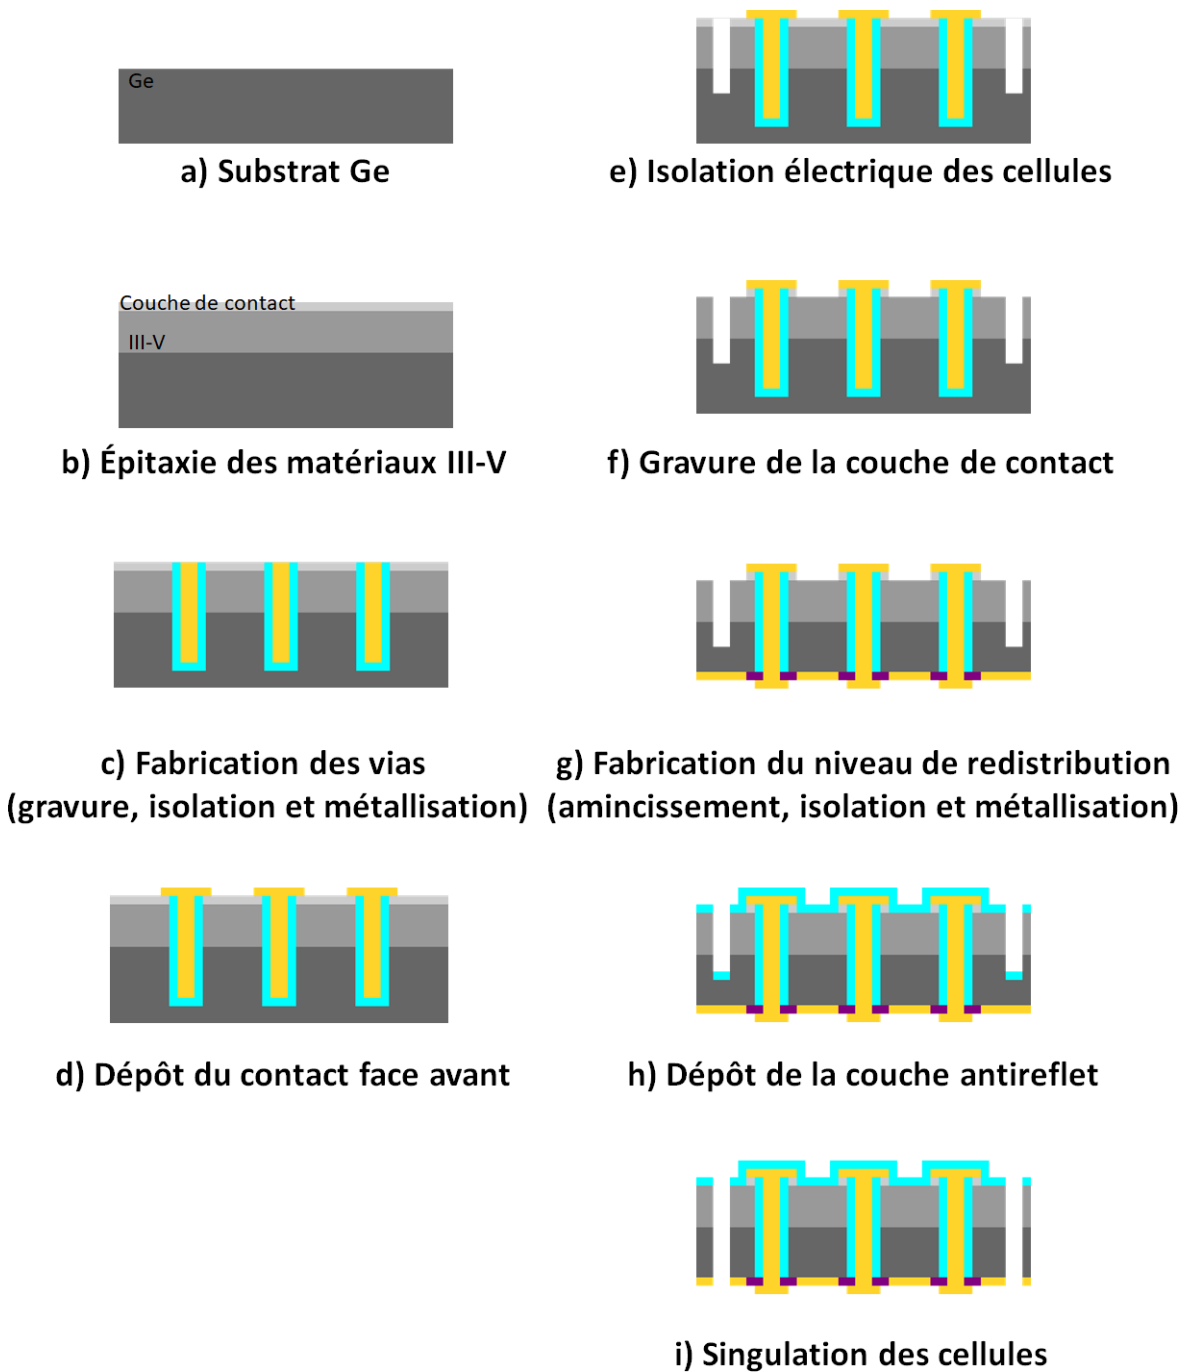 Ge
a) Substrat Ge
Couche de contact
III-V
b) Épitaxie des matériaux III-V
c) Fabrication des vias
(gravure, isolation et métallisation)
d) Dépôt du contact face avant
e) Isolation électrique des cellules
f) Gravure de la couche de contact
g) Fabrication du niveau de redistribution
(amincissement, isolation et métallisation)
h) Dépôt de la couche antireflet
i) Singulation des cellules